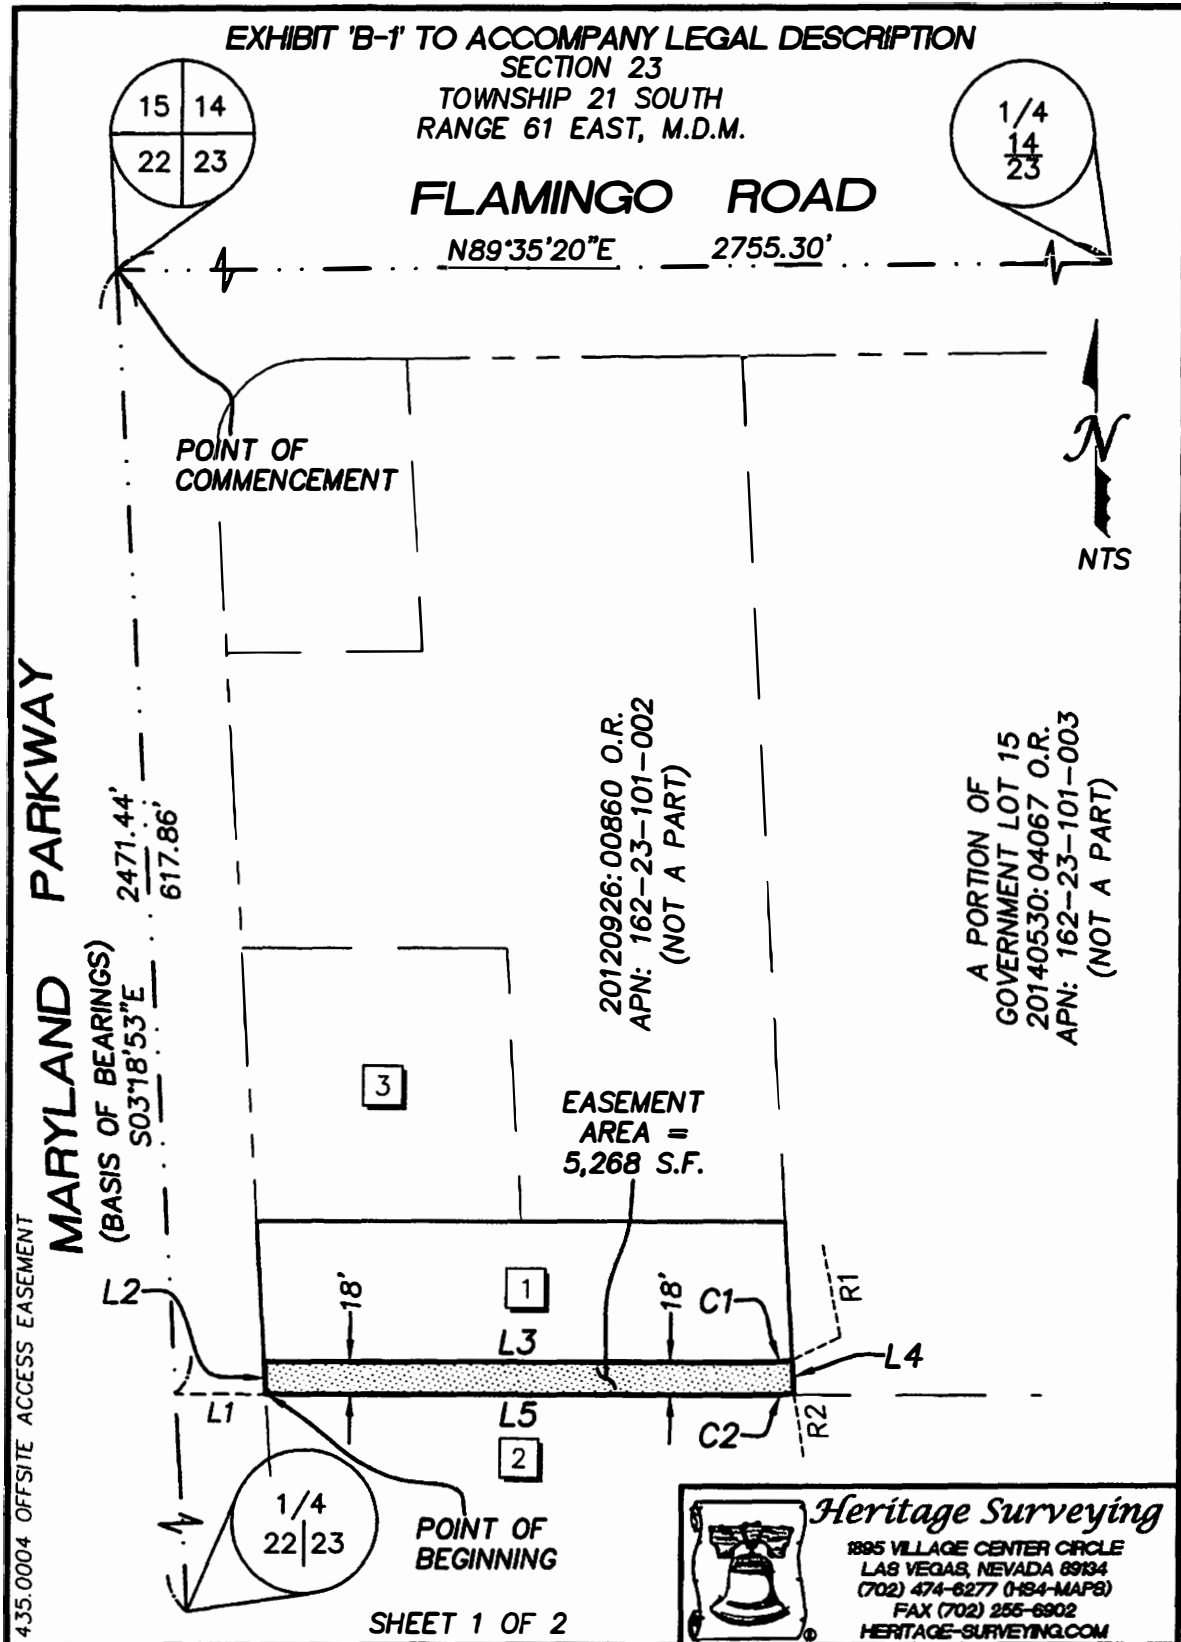 EXHIBIT 'B-1' TO ACCOMPANY LEGAL DESCRIPTION
SECTION 23
TOWNSHIP 21 SOUTH
RANGE 61 EAST, M.D.M.
15 14
22 23
1/4
14
23
FLAMINGO ROAD
N89°35'20"E 2755.30'
POINT OF
COMMENCEMENT
N
NTS
MARYLAND PARKWAY
(BASIS OF BEARINGS)
S03°18'53"E 2471.44'
617.86'
20120926:00860 O.R.
APN: 162-23-101-002
(NOT A PART)
A PORTION OF
GOVERNMENT LOT 15
20140530:04067 O.R.
APN: 162-23-101-003
(NOT A PART)
3
EASEMENT
AREA =
5,268 S.F.
L2
18'
1
18'
C1
R1
L3
L4
L1
L5
C2
R2
2
1/4
22 23
POINT OF
BEGINNING
SHEET 1 OF 2
435.0004 OFFSITE ACCESS EASEMENT
Heritage Surveying
1895 VILLAGE CENTER CIRCLE
LAS VEGAS, NEVADA 89134
(702) 474-6277 (HS4-MAPS)
FAX (702) 255-6902
HERITAGE-SURVEYING.COM